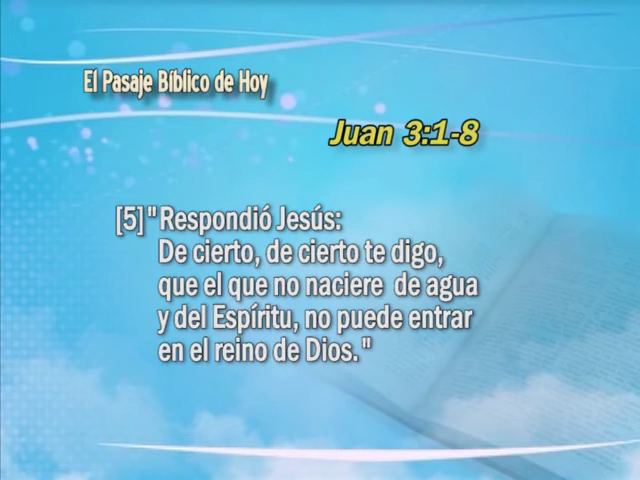 El Pasaje Bíblico de Hoy
Juan 3:1-8
[5]"Respondió Jesús:
De cierto, de cierto te digo,
que el que no naciere de agua
y del Espíritu, no puede entrar
en el reino de Dios."